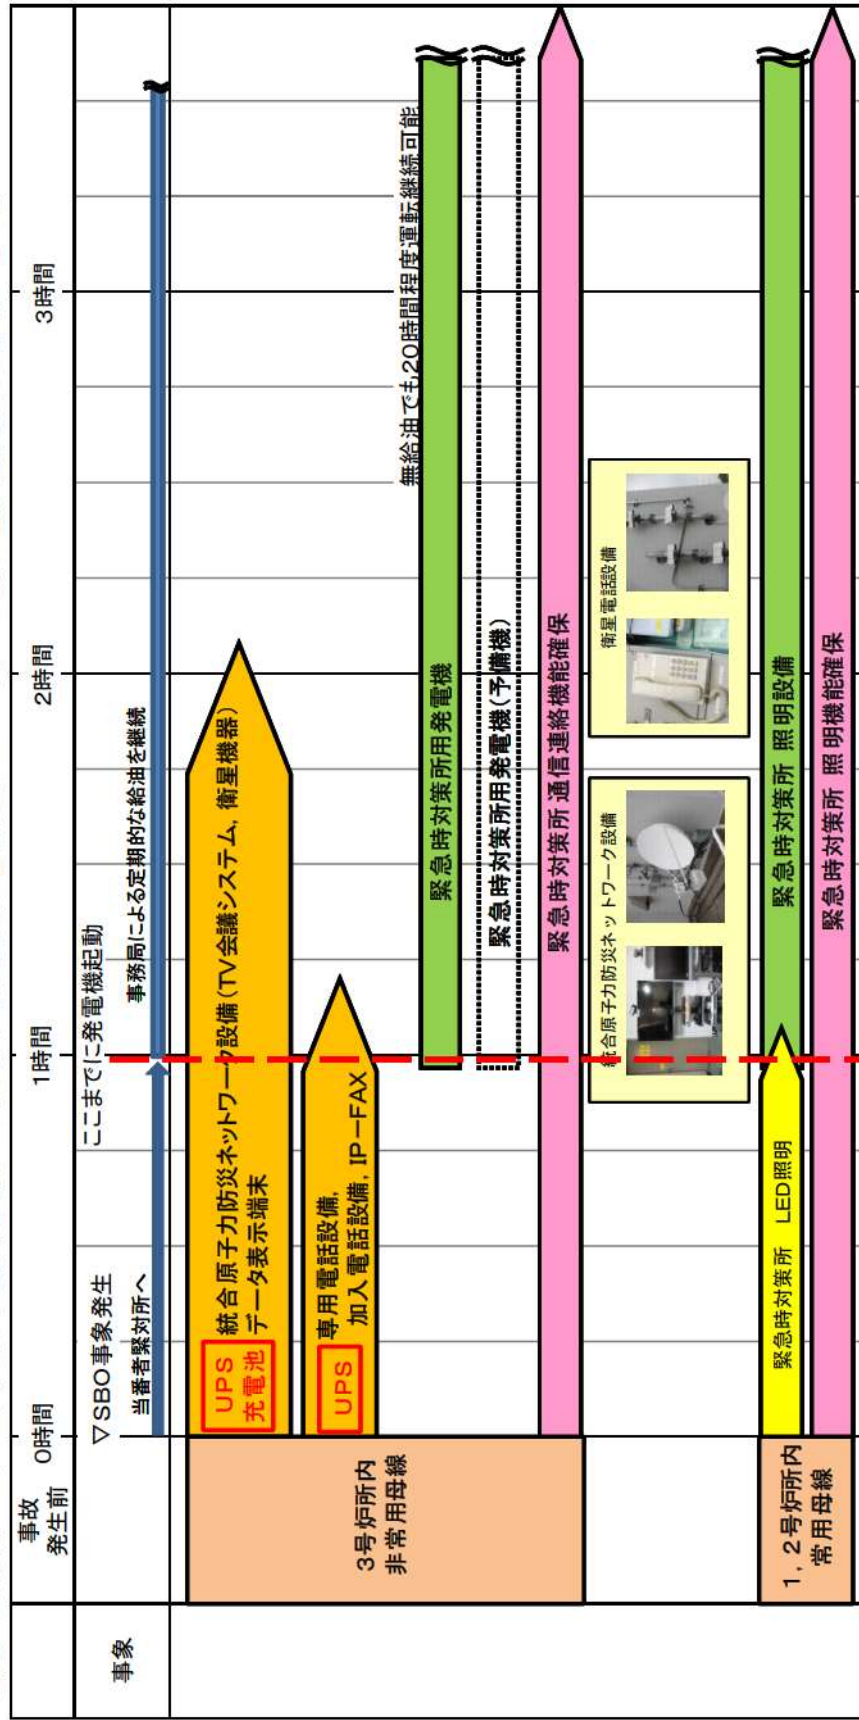 事故
発生前
0時間
1時間
2時間
3時間
事象
▽SBO事象発生
ここまでに発電機起動
当番者緊対所へ
事務局による定期的な給油を継続
3号炉所内
非常用母線
UPS
充電池
統合原子力防災ネットワーク設備(TV会議システム, 衛星機器)
データ表示端末
UPS
専用電話設備,
加入電話設備, IP-FAX
無給油でも20時間程度運転継続可能
緊急時対策所用発電機
緊急時対策所用発電機(予備機)
緊急時対策所 通信連絡機能確保
統合原子力防災ネットワーク設備
衛星電話設備
1, 2号炉所内
常用母線
緊急時対策所 LED照明
緊急時対策所 照明設備
緊急時対策所 照明機能確保